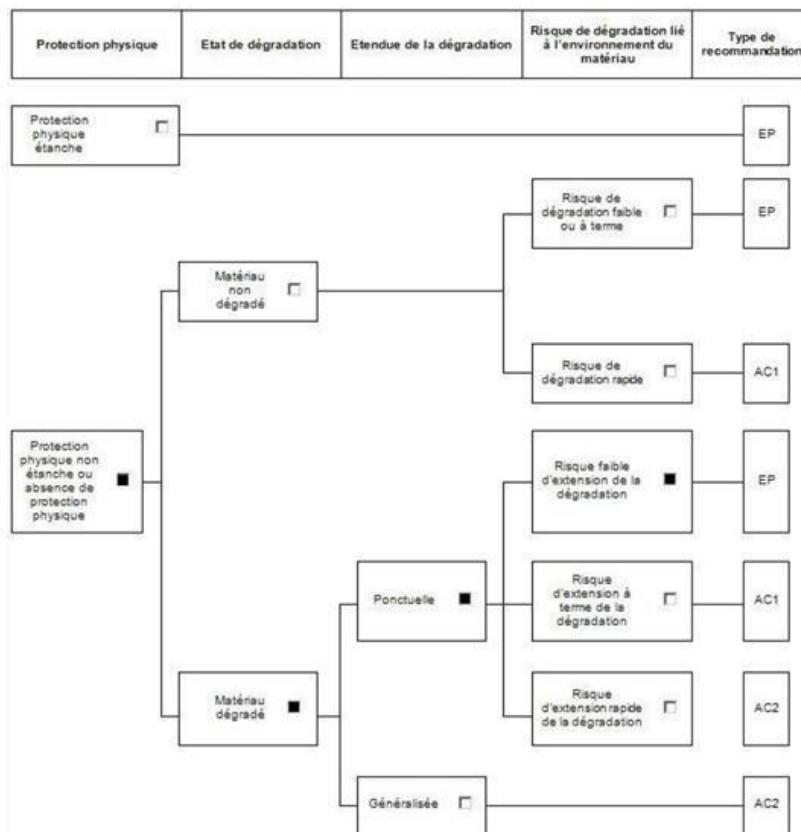 Protection physique
Etat de dégradation
Etendue de la dégradation
Risque de dégradation lié
à l'environnement du
matériau
Type de
recommandation
Protection
physique
étanche
EP
Risque de
dégradation faible
ou à terme
EP
Matériau
non
dégradé
Risque de
dégradation rapide
AC1
Protection
physique non
étanche ou
absence de
protection
physique
Risque faible
d'extension de la
dégradation
EP
Ponctuelle
Risque
d'extension à
terme de la
dégradation
AC1
Matériau
dégradé
Risque
d'extension rapide
de la dégradation
AC2
Généralisée
AC2